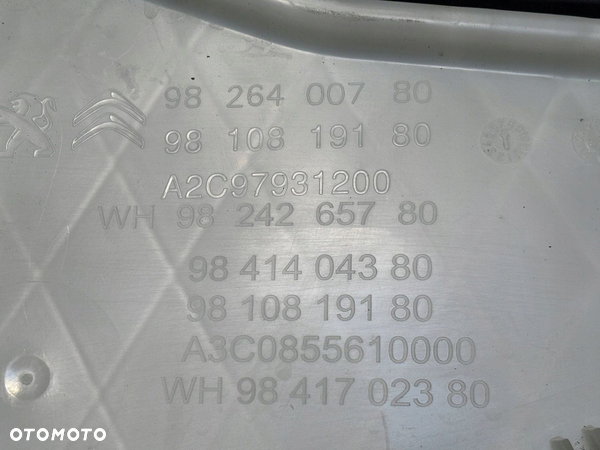 98 264 007 80
98 108 191 80
A2C97931200
WH 98 242 657 80
98 414 043 80
98 108 191 80
A3C0855610000
WH 98 417 023 80
OTOMOTO